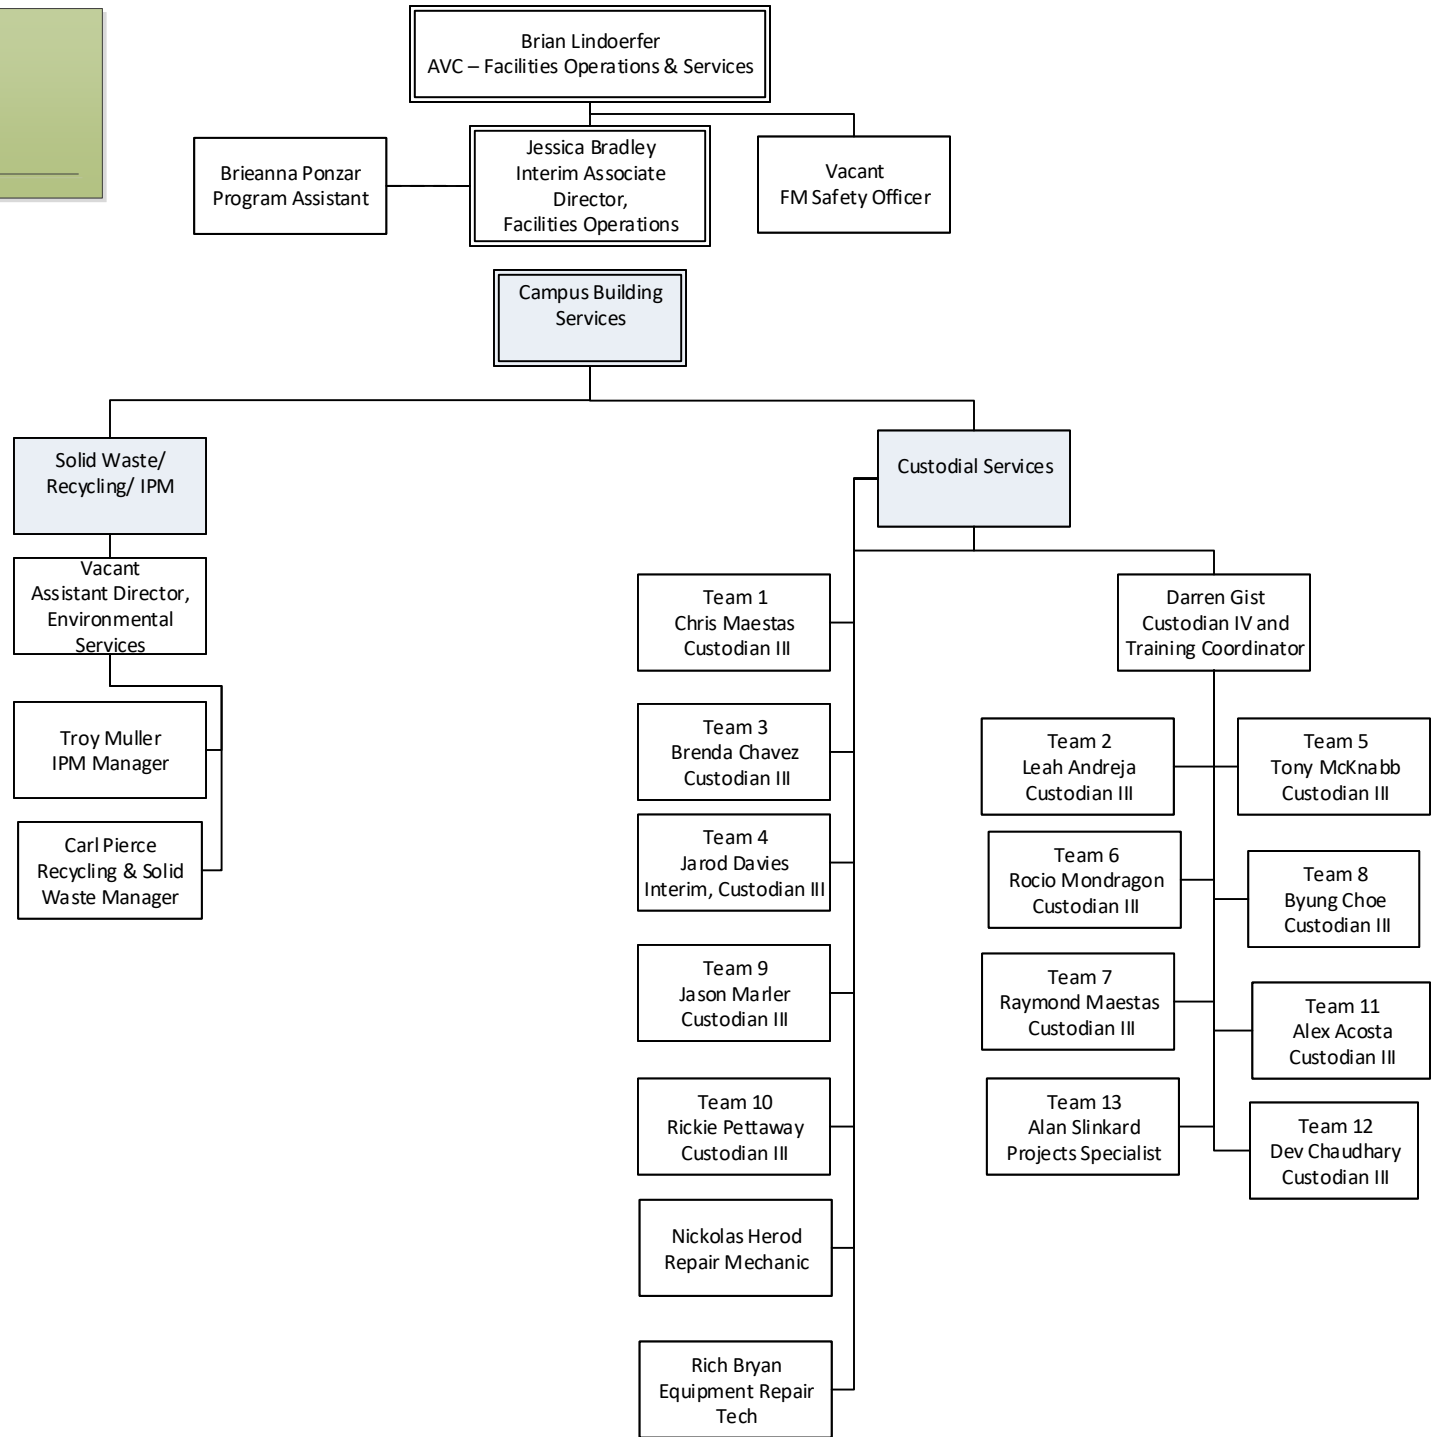 Brian Lindoerfer
AVC – Facilities Operations & Services
Brieanna Ponzar
Program Assistant
Jessica Bradley
Interim Associate
Director,
Facilities Operations
Vacant
FM Safety Officer
Campus Building
Services
Solid Waste/
Recycling/ IPM
Vacant
Assistant Director,
Environmental
Services
Troy Muller
IPM Manager
Carl Pierce
Recycling & Solid
Waste Manager
Custodial Services
Team 1
Chris Maestas
Custodian III
Team 3
Brenda Chavez
Custodian III
Team 4
Jarod Davies
Interim, Custodian III
Team 9
Jason Marler
Custodian III
Team 10
Rickie Pettaway
Custodian III
Nickolas Herod
Repair Mechanic
Rich Bryan
Equipment Repair
Tech
Darren Gist
Custodian IV and
Training Coordinator
Team 2
Leah Andreja
Custodian III
Team 5
Tony McKnabb
Custodian III
Team 6
Rocio Mondragon
Custodian III
Team 8
Byung Choe
Custodian III
Team 7
Raymond Maestas
Custodian III
Team 11
Alex Acosta
Custodian III
Team 13
Alan Slinkard
Projects Specialist
Team 12
Dev Chaudhary
Custodian III